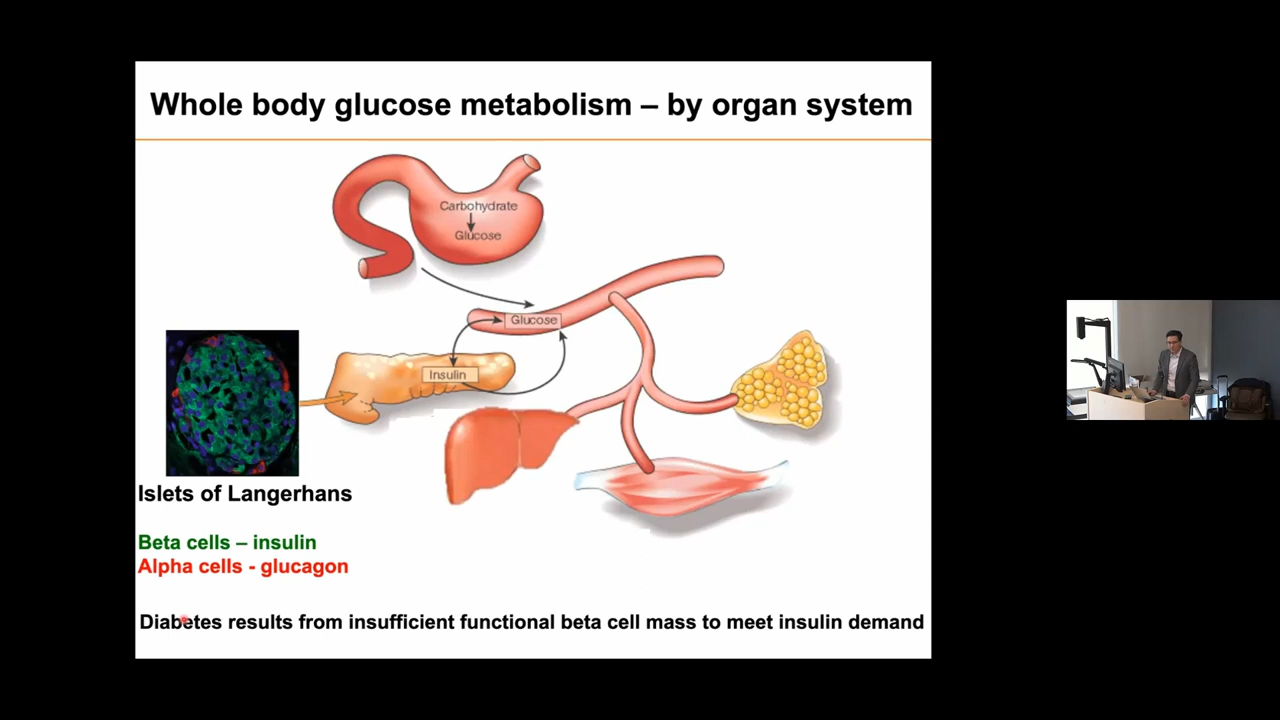 Whole body glucose metabolism – by organ system
Carbohydrate
Glucose
Glucose
Insulin
Islets of Langerhans
Beta cells – insulin
Alpha cells - glucagon
Diabetes results from insufficient functional beta cell mass to meet insulin demand